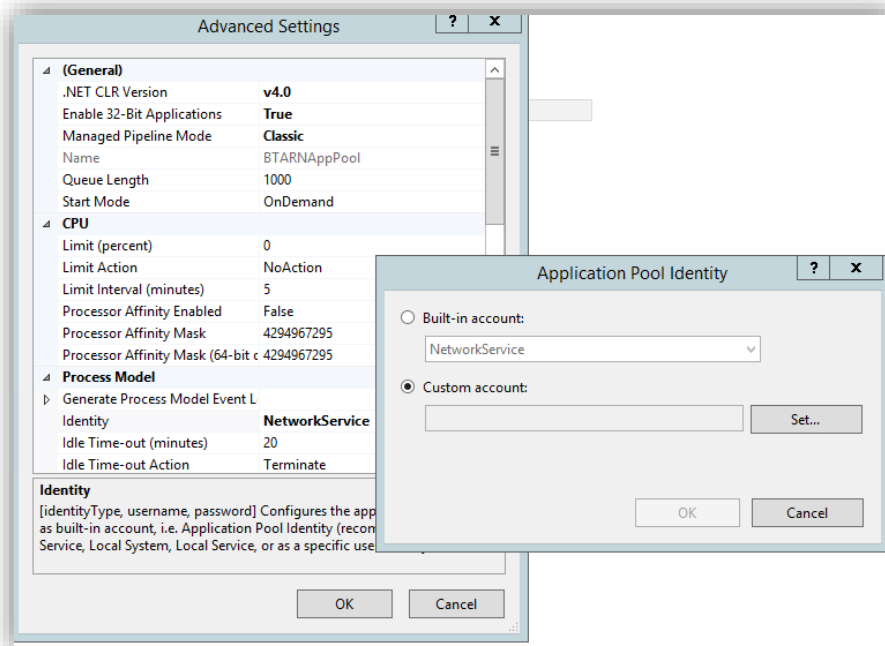 Advanced Settings
? x
(General)
.NET CLR Version v4.0
Enable 32-Bit Applications True
Managed Pipeline Mode Classic
Name BTARNAppPool
Queue Length 1000
Start Mode OnDemand
CPU
Limit (percent) 0
Limit Action NoAction
Limit Interval (minutes) 5
Processor Affinity Enabled False
Processor Affinity Mask 4294967295
Processor Affinity Mask (64-bit c 4294967295
Process Model
Generate Process Model Event L
Identity NetworkService
Idle Time-out (minutes) 20
Idle Time-out Action Terminate
Identity
[identityType, username, password] Configures the app
as built-in account, i.e. Application Pool Identity (recom
Service, Local System, Local Service, or as a specific use
OK Cancel
Application Pool Identity
? x
Built-in account:
NetworkService
Custom account:
Set...
OK Cancel